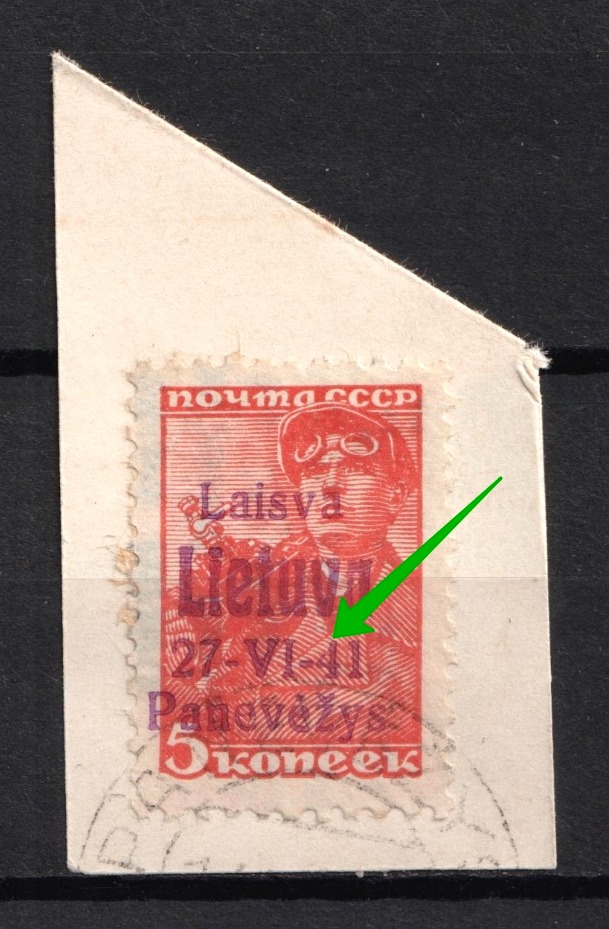 почта СССР
Laisva
Lietuva
27-VI-41
Panevėžys.
5 копеек